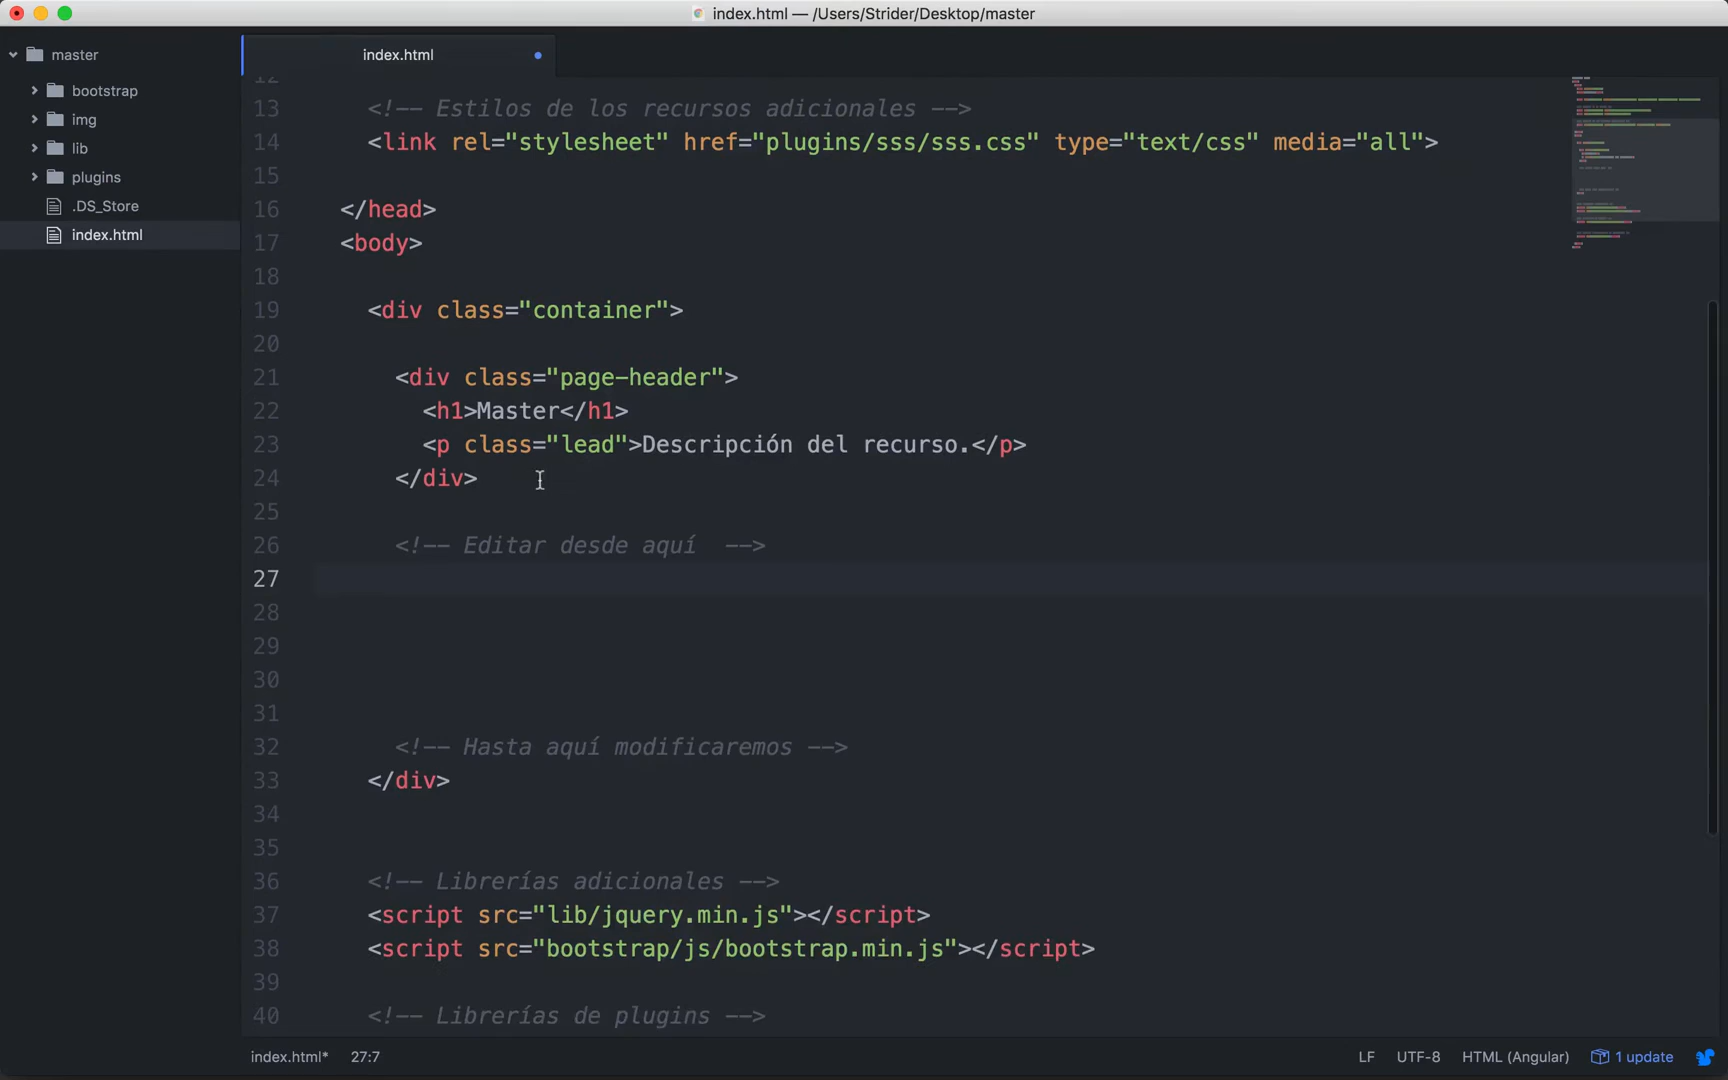 index.html — /Users/Strider/Desktop/master
master
bootstrap
img
lib
plugins
.DS_Store
index.html
index.html
12
13 <!-- Estilos de los recursos adicionales -->
14 <link rel="stylesheet" href="plugins/sss/sss.css" type="text/css" media="all">
15
16 </head>
17 <body>
18
19 <div class="container">
20
21 <div class="page-header">
22 <h1>Master</h1>
23 <p class="lead">Descripción del recurso.</p>
24 </div>
25
26 <!-- Editar desde aquí  -->
27
28
29
30
31
32 <!-- Hasta aquí modificaremos -->
33 </div>
34
35
36 <!-- Librerías adicionales -->
37 <script src="lib/jquery.min.js"></script>
38 <script src="bootstrap/js/bootstrap.min.js"></script>
39
40 <!-- Librerías de plugins -->
index.html* 27:7 LF UTF-8 HTML (Angular) 1 update